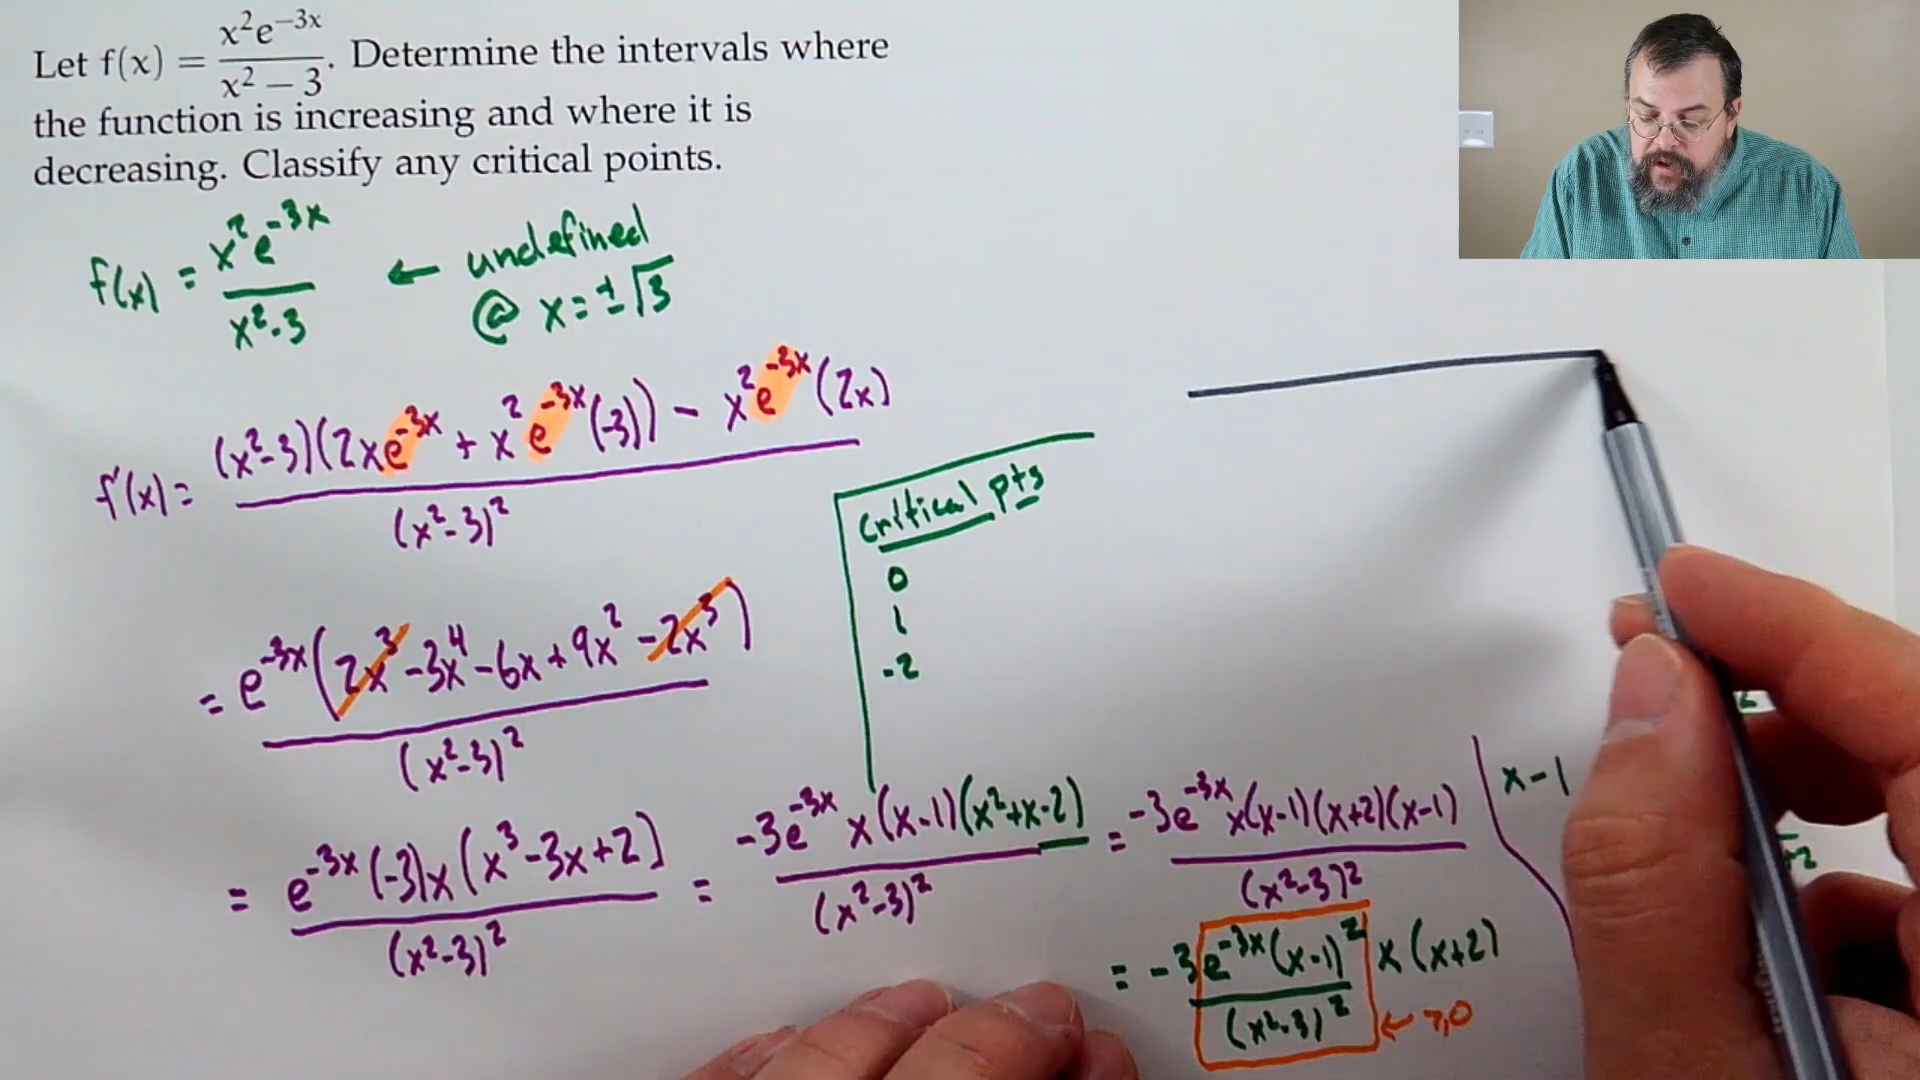 Let f(x) = x²e⁻³ˣ / x² − 3. Determine the intervals where
the function is increasing and where it is
decreasing. Classify any critical points.
f(x) = x²e⁻³ˣ / x²-3 ← undefined
@ x = ±√3
f'(x) = (x²-3)(2xe⁻³ˣ + x²e⁻³ˣ(-3)) - x²e⁻³ˣ(2x) / (x²-3)²
Critical pts
0
1
-2
= e⁻³ˣ(2x³ - 3x⁴ - 6x + 9x² - 2x³) / (x²-3)²
= e⁻³ˣ(-3)x(x³-3x+2) / (x²-3)² = -3e⁻³ˣ x(x-1)(x²+x-2) / (x²-3)² = -3e⁻³ˣx(x-1)(x+2)(x-1) / (x²-3)²
x-1
+2
= -3 e⁻³ˣ(x-1)² / (x²-3)² x(x+2)